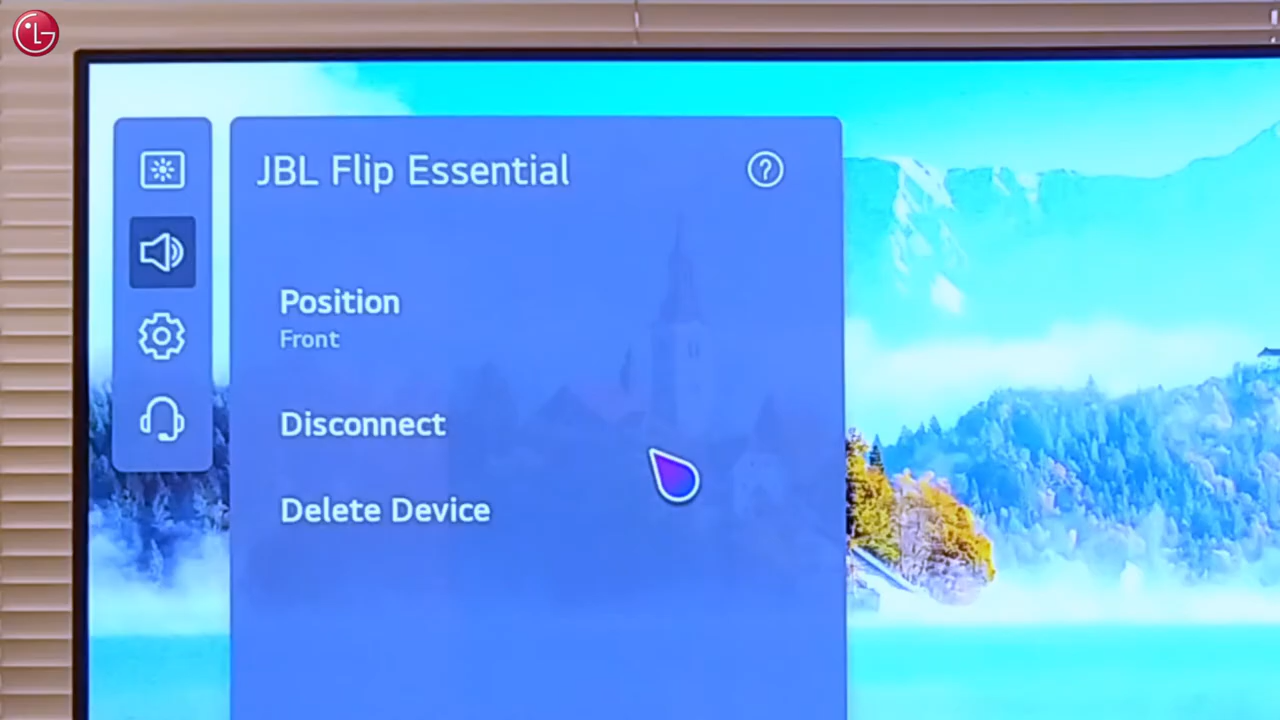 LG
JBL Flip Essential
?
Position
Front
Disconnect
Delete Device